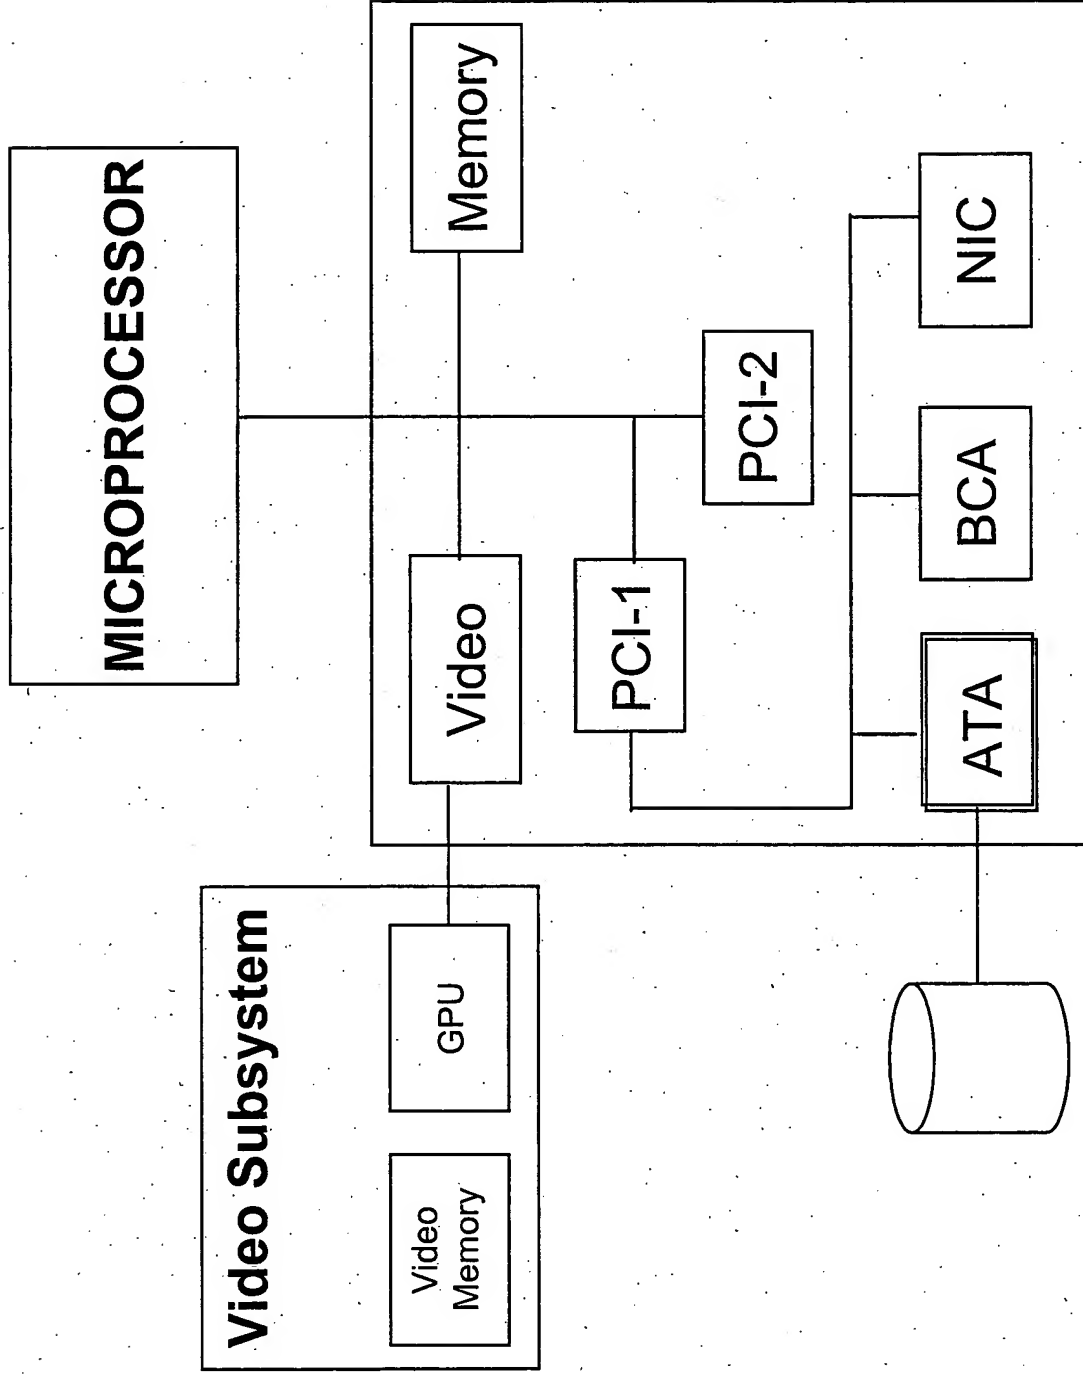 MICROPROCESSOR
Video Subsystem
Video
Memory
GPU
Video
Memory
PCI-1
PCI-2
ATA
BCA
NIC